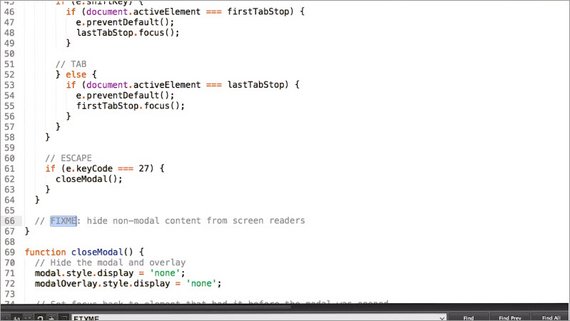 45 if (e.shiftKey) {
46 if (document.activeElement === firstTabStop) {
47 e.preventDefault();
48 lastTabStop.focus();
49 }
50
51 // TAB
52 } else {
53 if (document.activeElement === lastTabStop) {
54 e.preventDefault();
55 firstTabStop.focus();
56 }
57 }
58 }
59
60 // ESCAPE
61 if (e.keyCode === 27) {
62 closeModal();
63 }
64 }
65
66 // FIXME: hide non-modal content from screen readers
67 }
68
69 function closeModal() {
70 // Hide the modal and overlay
71 modal.style.display = 'none';
72 modalOverlay.style.display = 'none';
73
74 // Set focus back to element that had it before the modal was opened
FIXME
Find
Find Prev
Find All